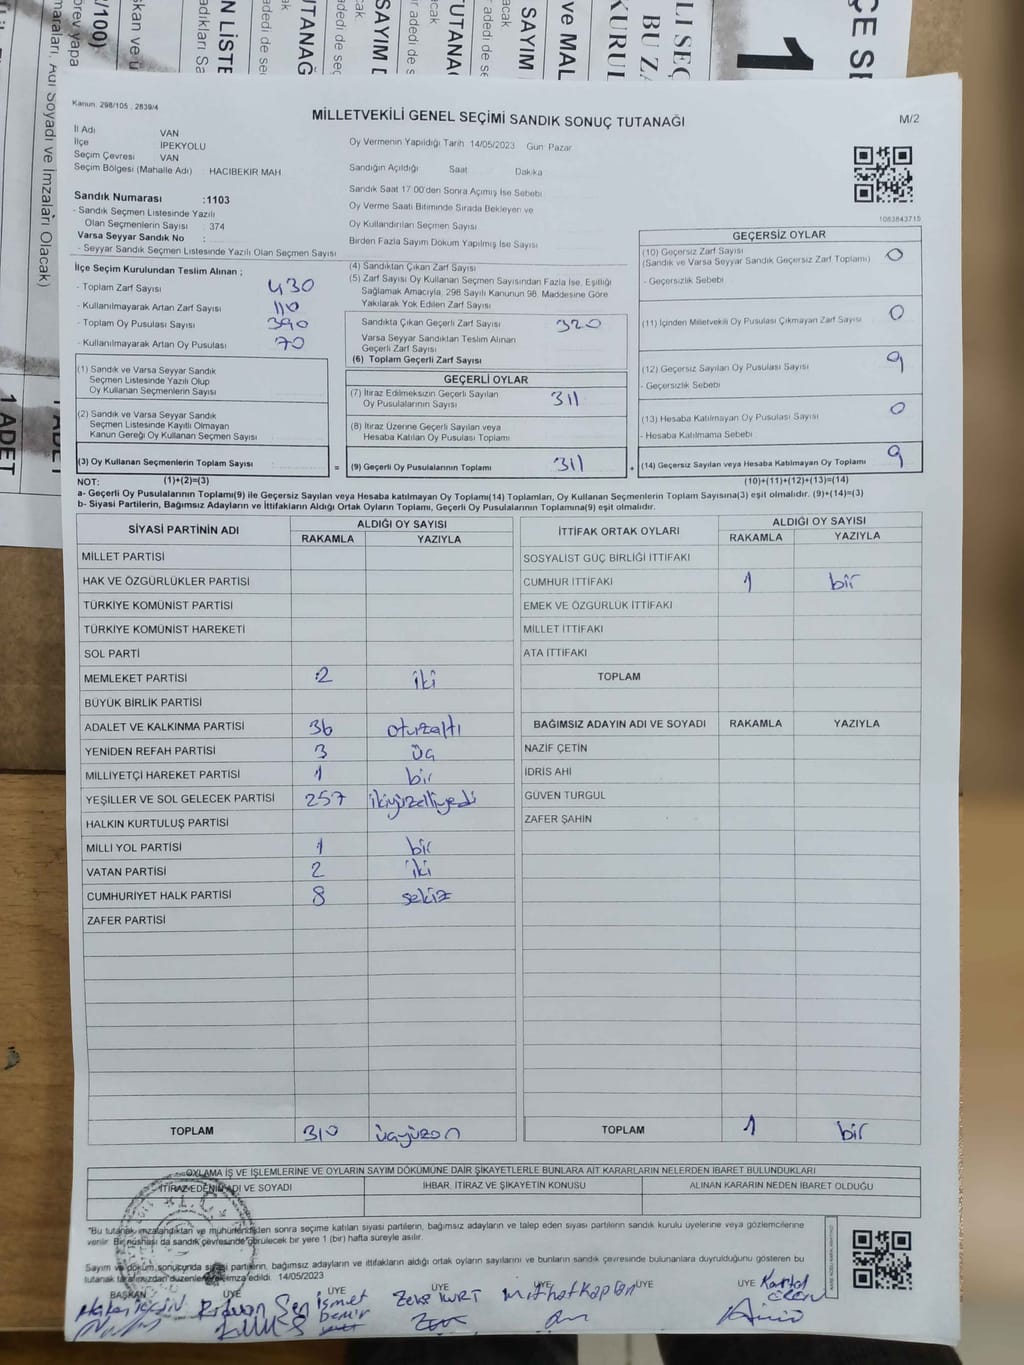 Kanun: 298/105 , 2839/4
MİLLETVEKİLİ GENEL SEÇİMİ SANDIK SONUÇ TUTANAĞI
M/2
İl Adı VAN
İlçe İPEKYOLU
Seçim Çevresi VAN
Seçim Bölgesi (Mahalle Adı) HACIBEKİR MAH
Oy Vermenin Yapıldığı Tarih 14/05/2023 Gün: Pazar
Sandığın Açıldığı Saat Dakika
Sandık Saat 17:00'den Sonra Açımış İse Sebebi
Oy Verme Saati Bitiminde Sırada Bekleyen ve
Oy Kullandırılan Seçmen Sayısı
Birden Fazla Sayım Döküm Yapılmış İse Sayısı
1063843715
Sandık Numarası :1103
- Sandık Seçmen Listesinde Yazılı
Olan Seçmenlerin Sayısı : 374
Varsa Seyyar Sandık No :
- Seyyar Sandık Seçmen Listesinde Yazılı Olan Seçmen Sayısı
İlçe Seçim Kurulundan Teslim Alınan ;
- Toplam Zarf Sayısı 430
- Kullanılmayarak Artan Zarf Sayısı 110
- Toplam Oy Pusulası Sayısı 390
- Kullanılmayarak Artan Oy Pusulası 70
(1) Sandık ve Varsa Seyyar Sandık
Seçmen Listesinde Yazılı Olup
Oy Kullanan Seçmenlerin Sayısı
(2) Sandık ve Varsa Seyyar Sandık
Seçmen Listesinde Kayıtlı Olmayan
Kanun Gereği Oy Kullanan Seçmen Sayısı
(3) Oy Kullanan Seçmenlerin Toplam Sayısı
(4) Sandıktan Çıkan Zarf Sayısı
(5) Zarf Sayısı Oy Kullanan Seçmen Sayısından Fazla İse, Eşitliği
Sağlamak Amacıyla, 298 Sayılı Kanunun 98. Maddesine Göre
Yakılarak Yok Edilen Zarf Sayısı
Sandıkta Çıkan Geçerli Zarf Sayısı 320
Varsa Seyyar Sandıktan Teslim Alınan
Geçerli Zarf Sayısı
(6) Toplam Geçerli Zarf Sayısı
GEÇERLİ OYLAR
(7) İtiraz Edilmeksizin Geçerli Sayılan
Oy Pusulalarının Sayısı 311
(8) İtiraz Üzerine Geçerli Sayılan veya
Hesaba Katılan Oy Pusulası Toplamı
= (9) Geçerli Oy Pusulalarının Toplamı 311
GEÇERSİZ OYLAR
(10) Geçersiz Zarf Sayısı 0
(Sandık ve Varsa Seyyar Sandık Geçersiz Zarf Toplamı)
- Geçersizlik Sebebi
(11) İçinden Milletvekili Oy Pusulası Çıkmayan Zarf Sayısı 0
(12) Geçersiz Sayılan Oy Pusulası Sayısı 9
- Geçersizlik Sebebi
(13) Hesaba Katılmayan Oy Pusulası Sayısı 0
- Hesaba Katılmama Sebebi
+ (14) Geçersiz Sayılan veya Hesaba Katılmayan Oy Toplamı 9
NOT: (1)+(2)=(3) (10)+(11)+(12)+(13)=(14)
a- Geçerli Oy Pusulalarının Toplamı(9) ile Geçersiz Sayılan veya Hesaba katılmayan Oy Toplamı(14) Toplamları, Oy Kullanan Seçmenlerin Toplam Sayısına(3) eşit olmalıdır. (9)+(14)=(3)
b- Siyasi Partilerin, Bağımsız Adayların ve İttifakların Aldığı Ortak Oyların Toplamı, Geçerli Oy Pusulalarının Toplamına(9) eşit olmalıdır.
SİYASİ PARTİNİN ADI ALDIĞI OY SAYISI
RAKAMLA YAZIYLA
MİLLET PARTİSİ
HAK VE ÖZGÜRLÜKLER PARTİSİ
TÜRKİYE KOMÜNİST PARTİSİ
TÜRKİYE KOMÜNİST HAREKETİ
SOL PARTİ
MEMLEKET PARTİSİ 2 iki
BÜYÜK BİRLİK PARTİSİ
ADALET VE KALKINMA PARTİSİ 36 oturzaltı
YENİDEN REFAH PARTİSİ 3 üç
MİLLİYETÇİ HAREKET PARTİSİ 1 bir
YEŞİLLER VE SOL GELECEK PARTİSİ 257 ikiyüzelliyedi
HALKIN KURTULUŞ PARTİSİ
MİLLİ YOL PARTİSİ 1 bir
VATAN PARTİSİ 2 iki
CUMHURİYET HALK PARTİSİ 8 sekiz
ZAFER PARTİSİ
TOPLAM 310 üçyüzon
İTTİFAK ORTAK OYLARI ALDIĞI OY SAYISI
RAKAMLA YAZIYLA
SOSYALİST GÜÇ BİRLİĞİ İTTİFAKI
CUMHUR İTTİFAKI 1 bir
EMEK VE ÖZGÜRLÜK İTTİFAKI
MİLLET İTTİFAKI
ATA İTTİFAKI
TOPLAM
BAĞIMSIZ ADAYIN ADI VE SOYADI RAKAMLA YAZIYLA
NAZİF ÇETİN
İDRİS AHİ
GÜVEN TURGUL
ZAFER ŞAHİN
TOPLAM 1 bir
OYLAMA İŞ VE İŞLEMLERİNE VE OYLARIN SAYIM DÖKÜMÜNE DAİR ŞİKAYETLERLE BUNLARA AİT KARARLARIN NELERDEN İBARET BULUNDUKLARI
İTİRAZ EDENİN ADI VE SOYADI İHBAR, İTİRAZ VE ŞİKAYETİN KONUSU ALINAN KARARIN NEDEN İBARET OLDUĞU
"Bu tutanak imzalandıktan ve mühürlendikten sonra seçime katılan siyasi partilerin, bağımsız adayların ve talep eden siyasi partilerin sandık kurulu üyelerine veya gözlemcilerine
verilir. Bir nüshası da sandık çevresinde görülecek bir yere 1 (bir) hafta süreyle asılır.
Sayım ve döküm sonucunda siyasi partilerin, bağımsız adayların ve ittifakların aldığı ortak oyların sayılarını ve bunların sandık çevresinde bulunanlara duyrulduğunu gösteren bu
tutanak tarafımızdan düzenlenip imza edildi. 14/05/2023
BAŞKAN ÜYE ÜYE ÜYE ÜYE ÜYE ÜYE
Rıdvan Şen İsmet Demir Zeki KURT Mithat Kaplan